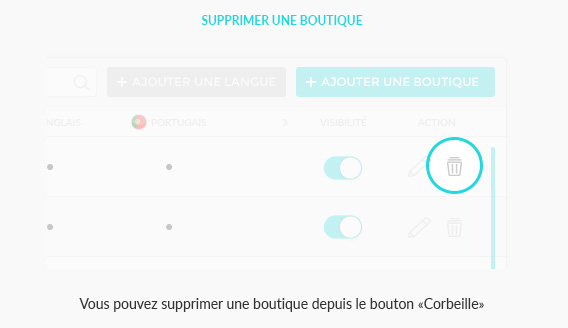 SUPPRIMER UNE BOUTIQUE
AJOUTER UNE LANGUE
AJOUTER UNE BOUTIQUE
NGLAIS
PORTUGAIS
VISIBILITÉ
ACTION
Vous pouvez supprimer une boutique depuis le bouton «Corbeille»